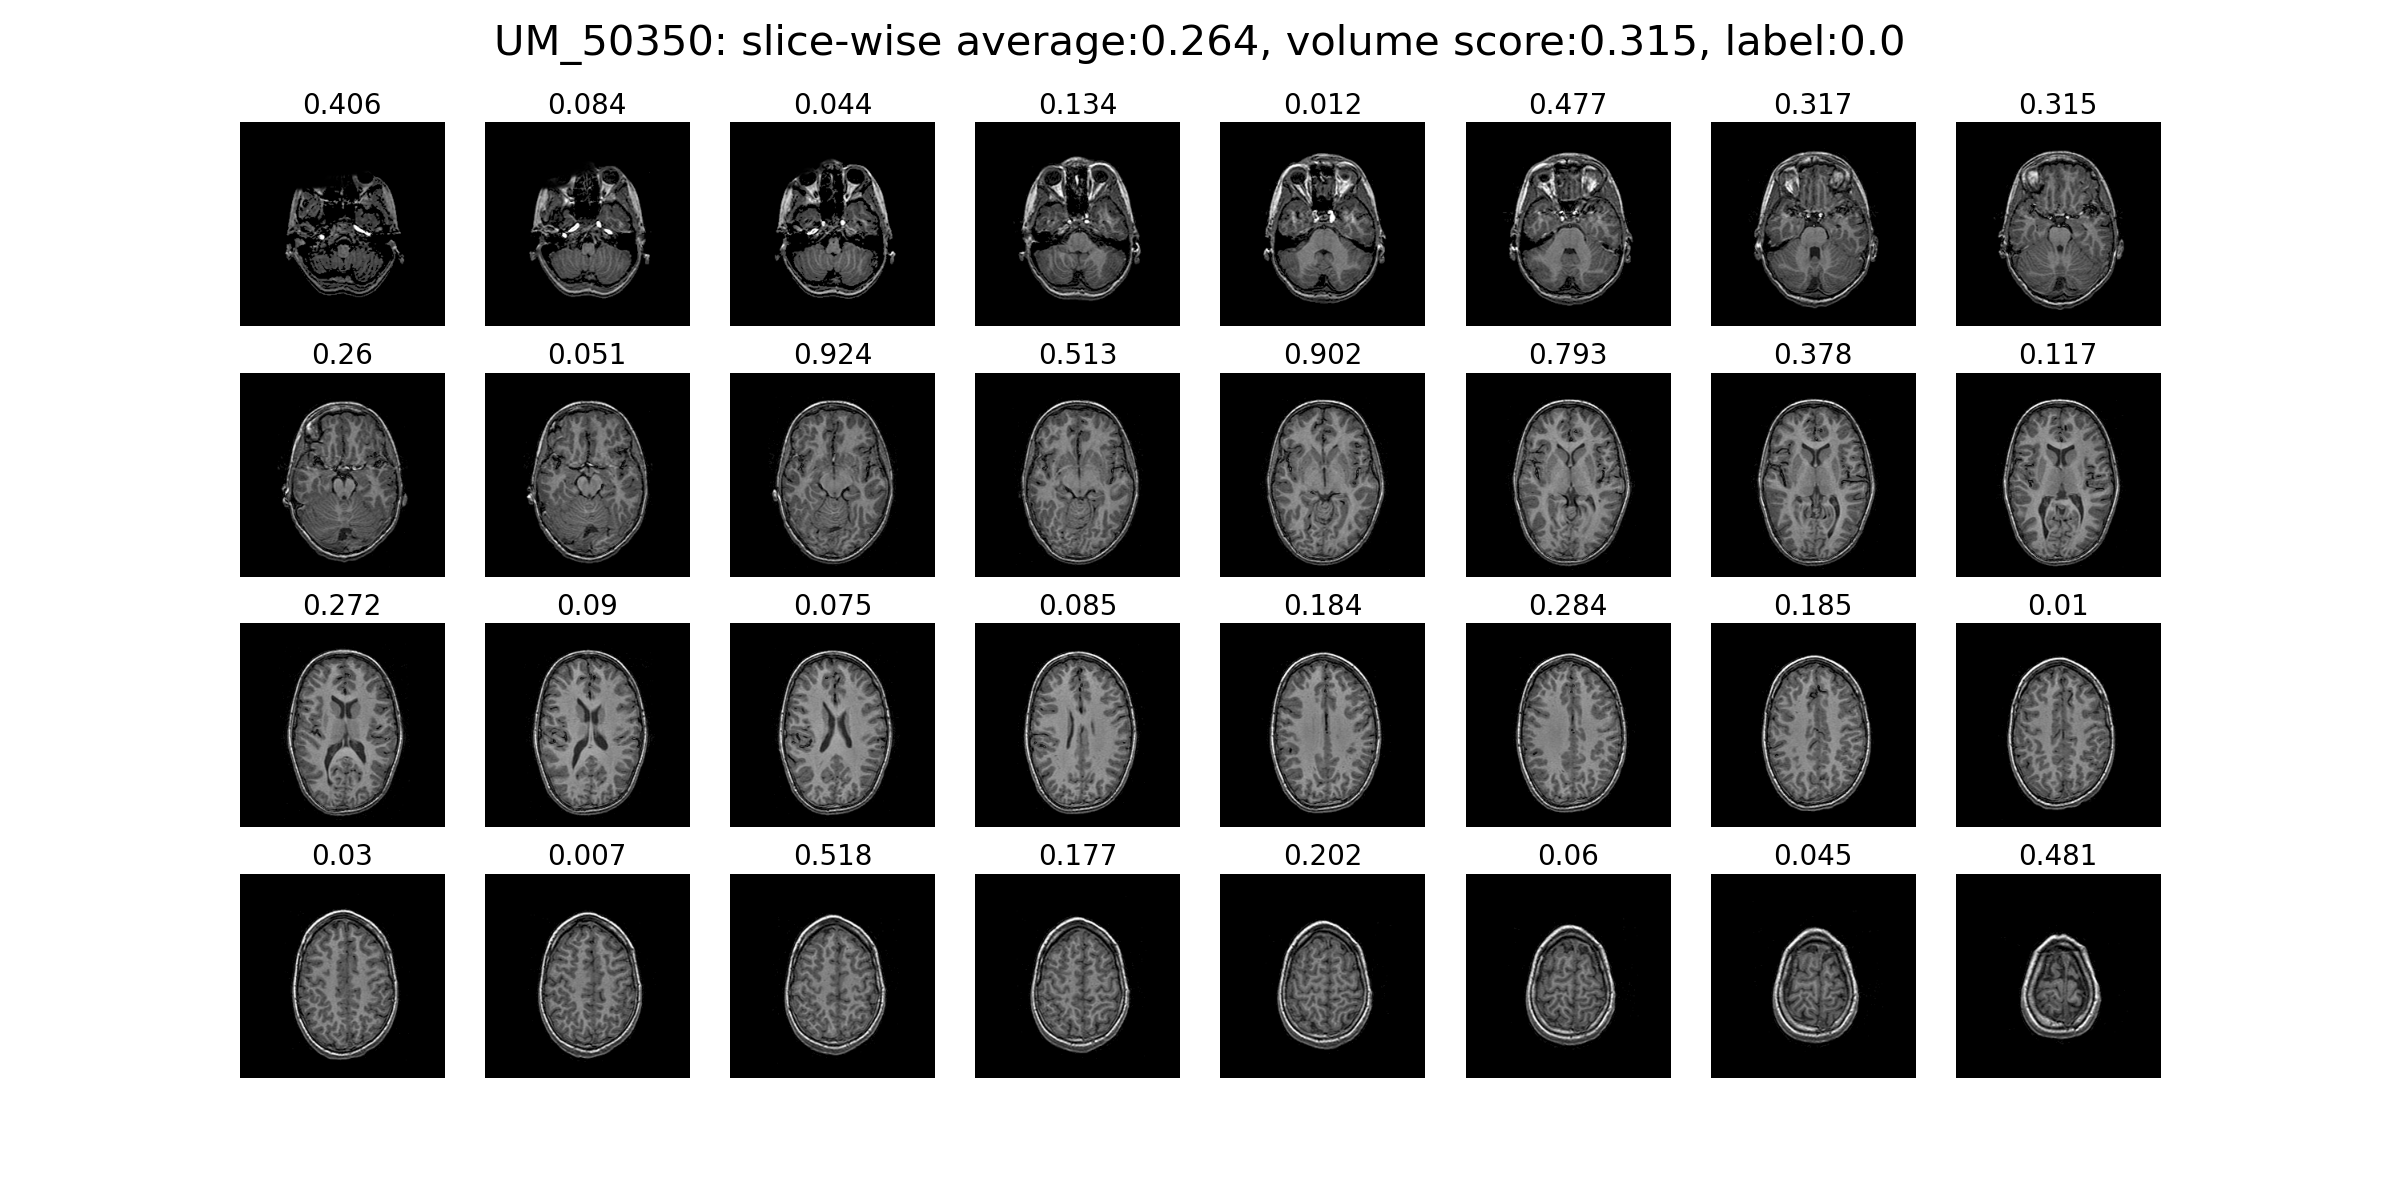 UM_50350: slice-wise average:0.264, volume score:0.315, label:0.0
0.406 0.084 0.044 0.134 0.012 0.477 0.317 0.315
0.26 0.051 0.924 0.513 0.902 0.793 0.378 0.117
0.272 0.09 0.075 0.085 0.184 0.284 0.185 0.01
0.03 0.007 0.518 0.177 0.202 0.06 0.045 0.481